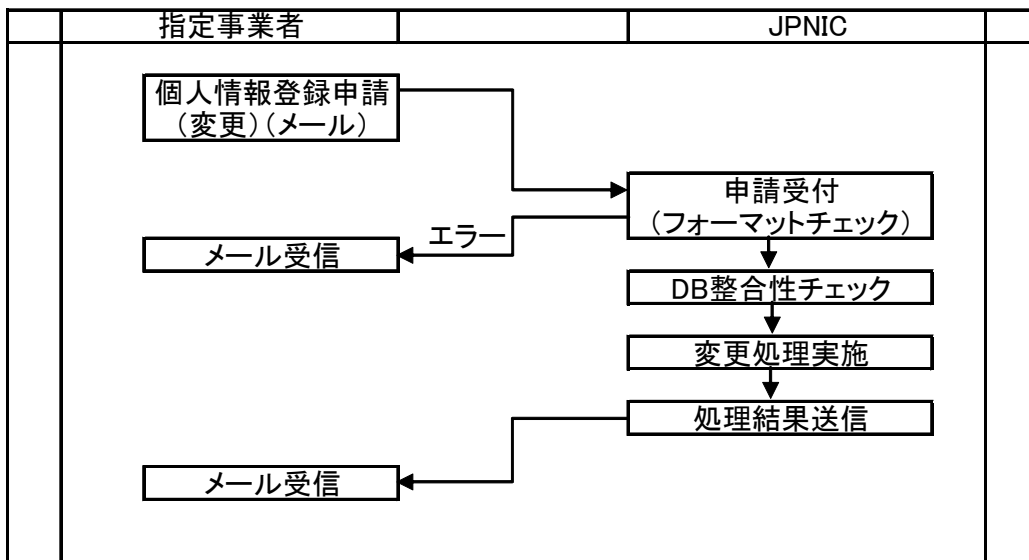 指定事業者
JPNIC
個人情報登録申請
（変更）（メール）
申請受付
（フォーマットチェック）
エラー
メール受信
DB整合性チェック
変更処理実施
処理結果送信
メール受信